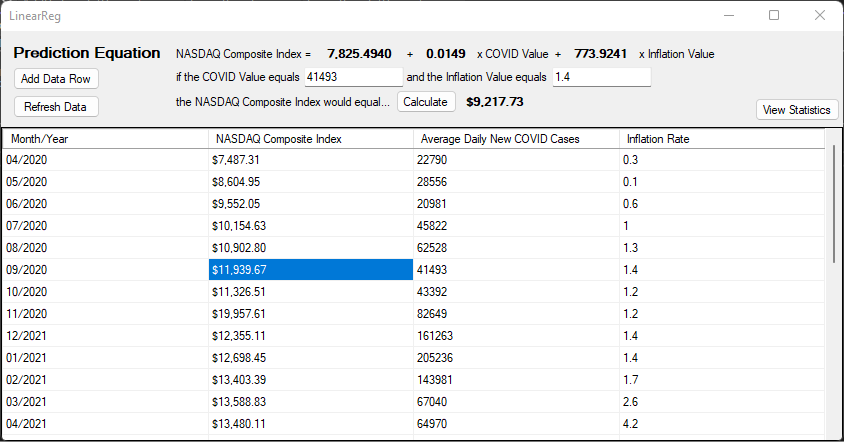 LinearReg
Prediction Equation NASDAQ Composite Index = 7,825.4940 + 0.0149 x COVID Value + 773.9241 x Inflation Value
Add Data Row if the COVID Value equals 41493 and the Inflation Value equals 1.4
Refresh Data the NASDAQ Composite Index would equal... Calculate $9,217.73 View Statistics
Month/Year NASDAQ Composite Index Average Daily New COVID Cases Inflation Rate
04/2020 $7,487.31 22790 0.3
05/2020 $8,604.95 28556 0.1
06/2020 $9,552.05 20981 0.6
07/2020 $10,154.63 45822 1
08/2020 $10,902.80 62528 1.3
09/2020 $11,939.67 41493 1.4
10/2020 $11,326.51 43392 1.2
11/2020 $19,957.61 82649 1.2
12/2021 $12,355.11 161263 1.4
01/2021 $12,698.45 205236 1.4
02/2021 $13,403.39 143981 1.7
03/2021 $13,588.83 67040 2.6
04/2021 $13,480.11 64970 4.2